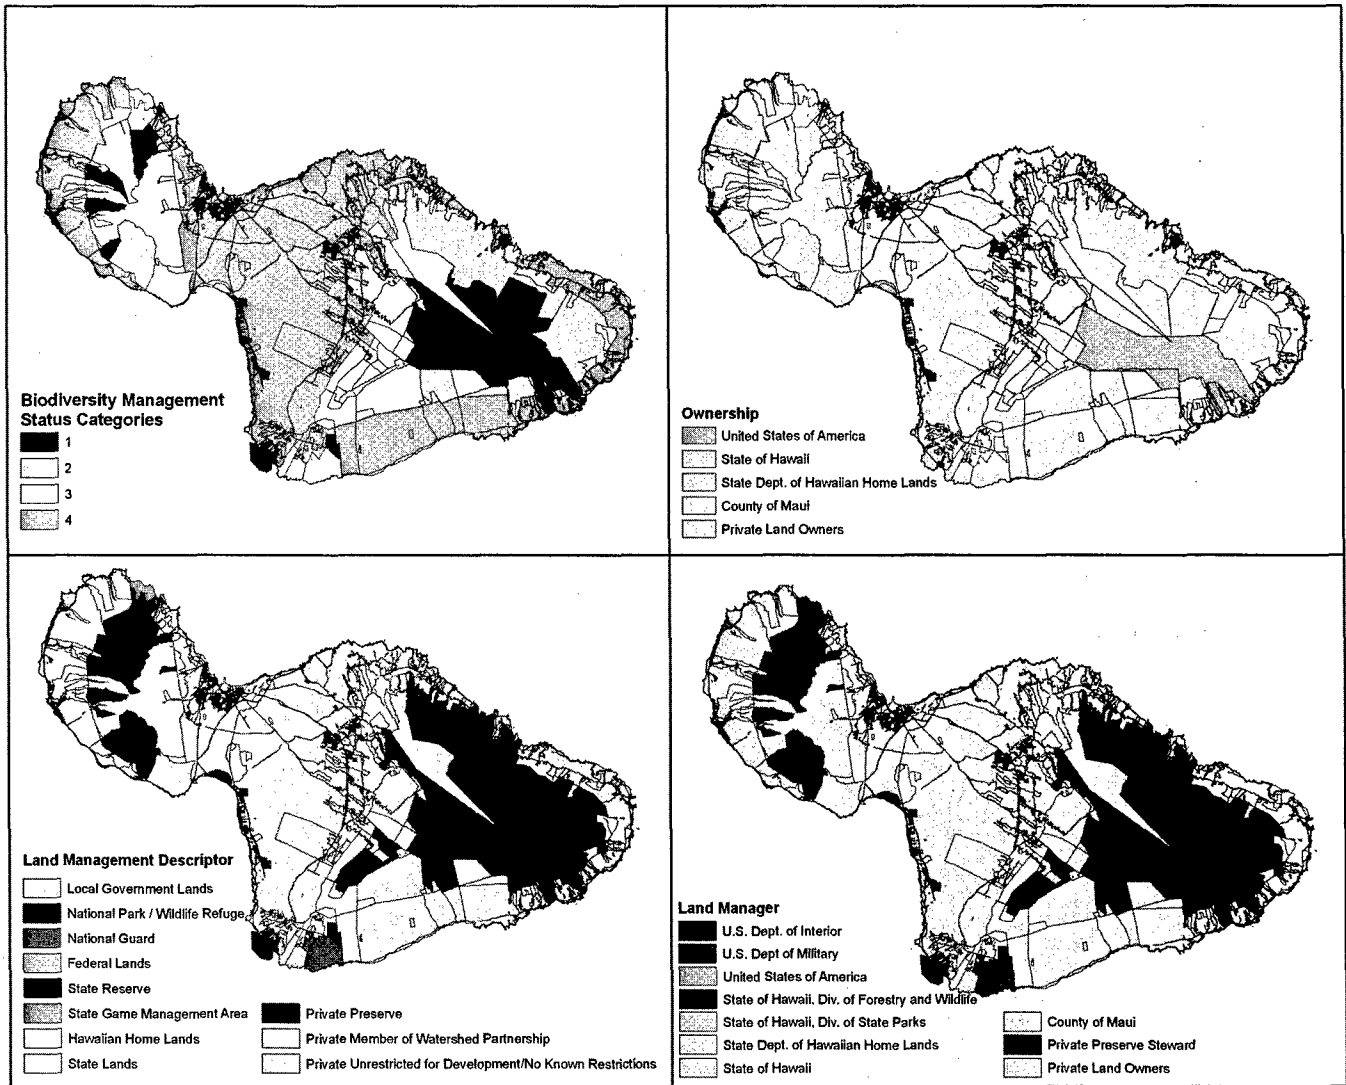 Biodiversity Management
Status Categories
1
2
3
4
Ownership
United States of America
State of Hawaii
State Dept. of Hawaiian Home Lands
County of Maui
Private Land Owners
Land Management Descriptor
Local Government Lands
National Park / Wildlife Refuge
National Guard
Federal Lands
State Reserve
State Game Management Area
Hawaiian Home Lands
State Lands
Private Preserve
Private Member of Watershed Partnership
Private Unrestricted for Development/No Known Restrictions
Land Manager
U.S. Dept. of Interior
U.S. Dept of Military
United States of America
State of Hawaii, Div. of Forestry and Wildlife
State of Hawaii, Div. of State Parks
State Dept. of Hawaiian Home Lands
State of Hawaii
County of Maui
Private Preserve Steward
Private Land Owners